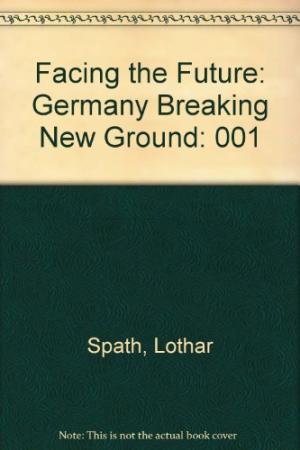 Facing the Future:
Germany Breaking
New Ground: 001
Spath, Lothar
Note: This is not the actual book cover